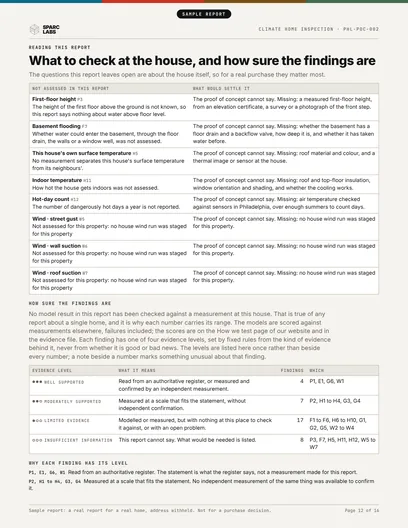 SAMPLE REPORT
SPARC
LABS
CLIMATE HOME INSPECTION · PHL-POC-002
READING THIS REPORT
What to check at the house, and how sure the findings are
The questions this report leaves open are about the house itself, so for a real purchase they matter most.
NOT ASSESSED IN THIS REPORT
WHAT WOULD SETTLE IT
First-floor height P3
The height of the first floor above the ground is not known, so
this report says nothing about water above floor level.
The proof of concept cannot say. Missing: a measured first-floor height,
from an elevation certificate, a survey or a photograph of the front step.
Basement flooding F7
Whether water could enter the basement, through the floor
drain, the walls or a window well, was not assessed.
The proof of concept cannot say. Missing: whether the basement has a
floor drain and a backflow valve, how deep it is, and whether it has taken
water before.
This house's own surface temperature H5
No measurement separates this house's surface temperature
from its neighbours'.
The proof of concept cannot say. Missing: roof material and colour, and a
thermal image or sensor at the house.
Indoor temperature H11
How hot the house gets indoors was not assessed.
The proof of concept cannot say. Missing: roof and top-floor insulation,
window orientation and shading, and whether the cooling works.
Hot-day count H12
The number of dangerously hot days a year is not reported.
The proof of concept cannot say. Missing: air temperature checked
against sensors in Philadelphia, over enough summers to count days.
Wind · street gust W5
Not assessed for this property: no house wind run was staged
for this property
The proof of concept cannot say. Missing: no house wind run was staged
for this property.
Wind · wall suction W6
Not assessed for this property: no house wind run was staged
for this property
The proof of concept cannot say. Missing: no house wind run was staged
for this property.
Wind · roof suction W7
Not assessed for this property: no house wind run was staged
for this property
The proof of concept cannot say. Missing: no house wind run was staged
for this property.
HOW SURE THE FINDINGS ARE
No model result in this report has been checked against a measurement at this house. That is true of any
report about a single home, and it is why each number carries its range. The models are scored against
measurements elsewhere, failures included; the scores are on the How we test page of our website and in
the evidence file. Each finding has one of four evidence levels, set by fixed rules from the kind of evidence
behind it, never from whether it is good or bad news. The levels are listed here once rather than beside
every number; a note beside a number marks something unusual about that finding.
EVIDENCE LEVEL
WHAT IT MEANS
FINDINGS
WHICH
WELL SUPPORTED
Read from an authoritative register, or measured and
confirmed by an independent measurement.
4
P1, E1, G6, W1
MODERATELY SUPPORTED
Measured at a scale that fits the statement, without
independent confirmation.
7
P2, H1 to H4, G3, G4
LIMITED EVIDENCE
Modelled or measured, but with nothing at this place to check
it against, or with an open problem.
17
F1 to F6, H6 to H10, G1,
G2, G5, W2 to W4
INSUFFICIENT INFORMATION
This report cannot say. What would be needed is listed.
8
P3, F7, H5, H11, H12, W5 to
W7
WHY EACH FINDING HAS ITS LEVEL
P1, E1, G6, W1 Read from an authoritative register. The statement is what the register says, not a measurement made for this report.
P2, H1 to H4, G3, G4 Measured at a scale that fits the statement. No independent measurement of the same thing was available to confirm
it.
Sample report: a real report for a real home, address withheld. Not for a purchase decision.
Page 12 of 16